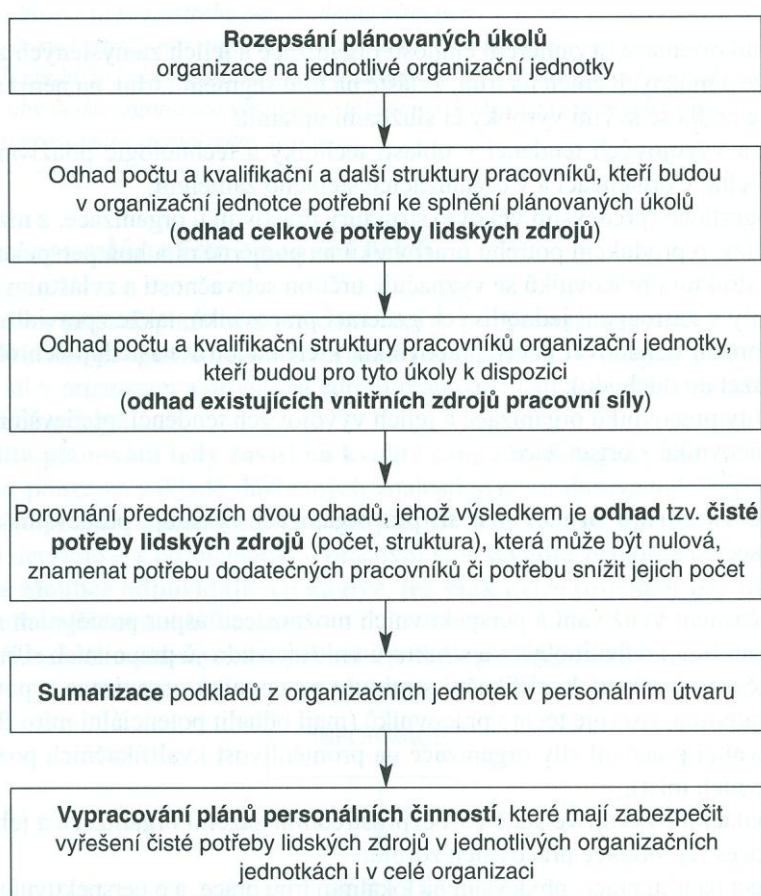 Rozepsání plánovaných úkolů
organizace na jednotlivé organizační jednotky
Odhad počtu a kvalifikační a další struktury pracovníků, kteří budou
v organizační jednotce potřební ke splnění plánovaných úkolů
(odhad celkové potřeby lidských zdrojů)
Odhad počtu a kvalifikační struktury pracovníků organizační jednotky,
kteří budou pro tyto úkoly k dispozici
(odhad existujících vnitřních zdrojů pracovní síly)
Porovnání předchozích dvou odhadů, jehož výsledkem je odhad tzv. čisté
potřeby lidských zdrojů (počet, struktura), která může být nulová,
znamenat potřebu dodatečných pracovníků či potřebu snížit jejich počet
Sumarizace podkladů z organizačních jednotek v personálním útvaru
Vypracování plánů personálních činností, které mají zabezpečit
vyřešení čisté potřeby lidských zdrojů v jednotlivých organizačních
jednotkách i v celé organizaci